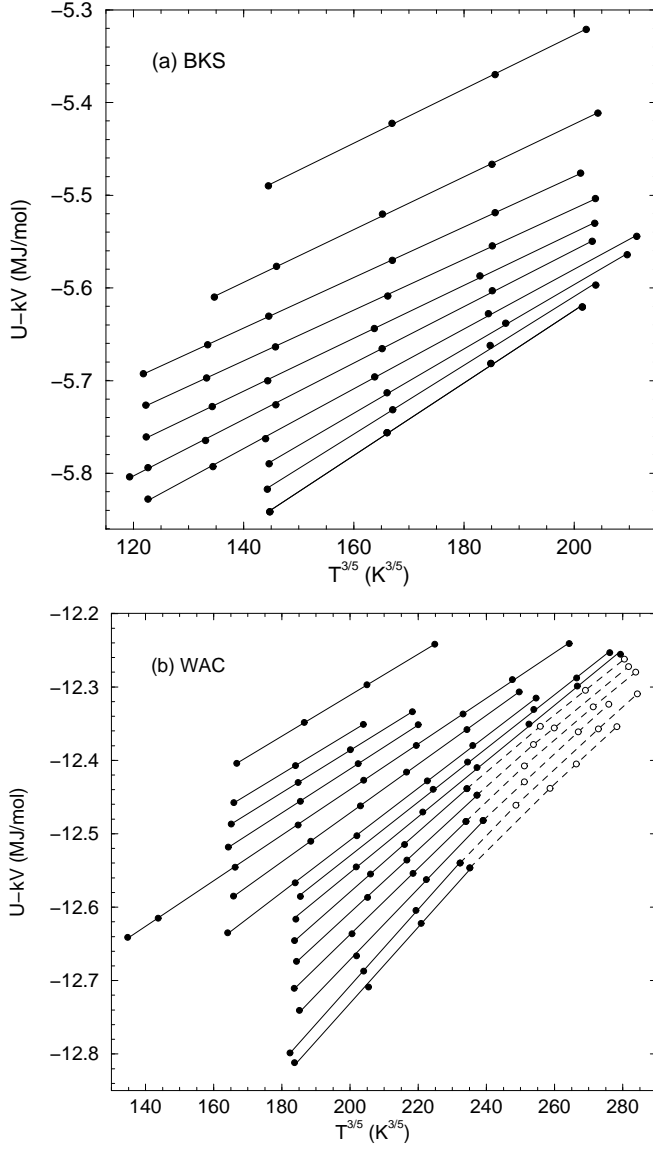 −5.3
(a) BKS
−5.4
−5.5
U−kV (MJ/mol)
−5.6
−5.7
−5.8
120 140 160 180 200
T^3/5 (K^3/5)
−12.2
(b) WAC
−12.3
−12.4
−12.5
U−kV (MJ/mol)
−12.6
−12.7
−12.8
140 160 180 200 220 240 260 280
T^3/5 (K^3/5)